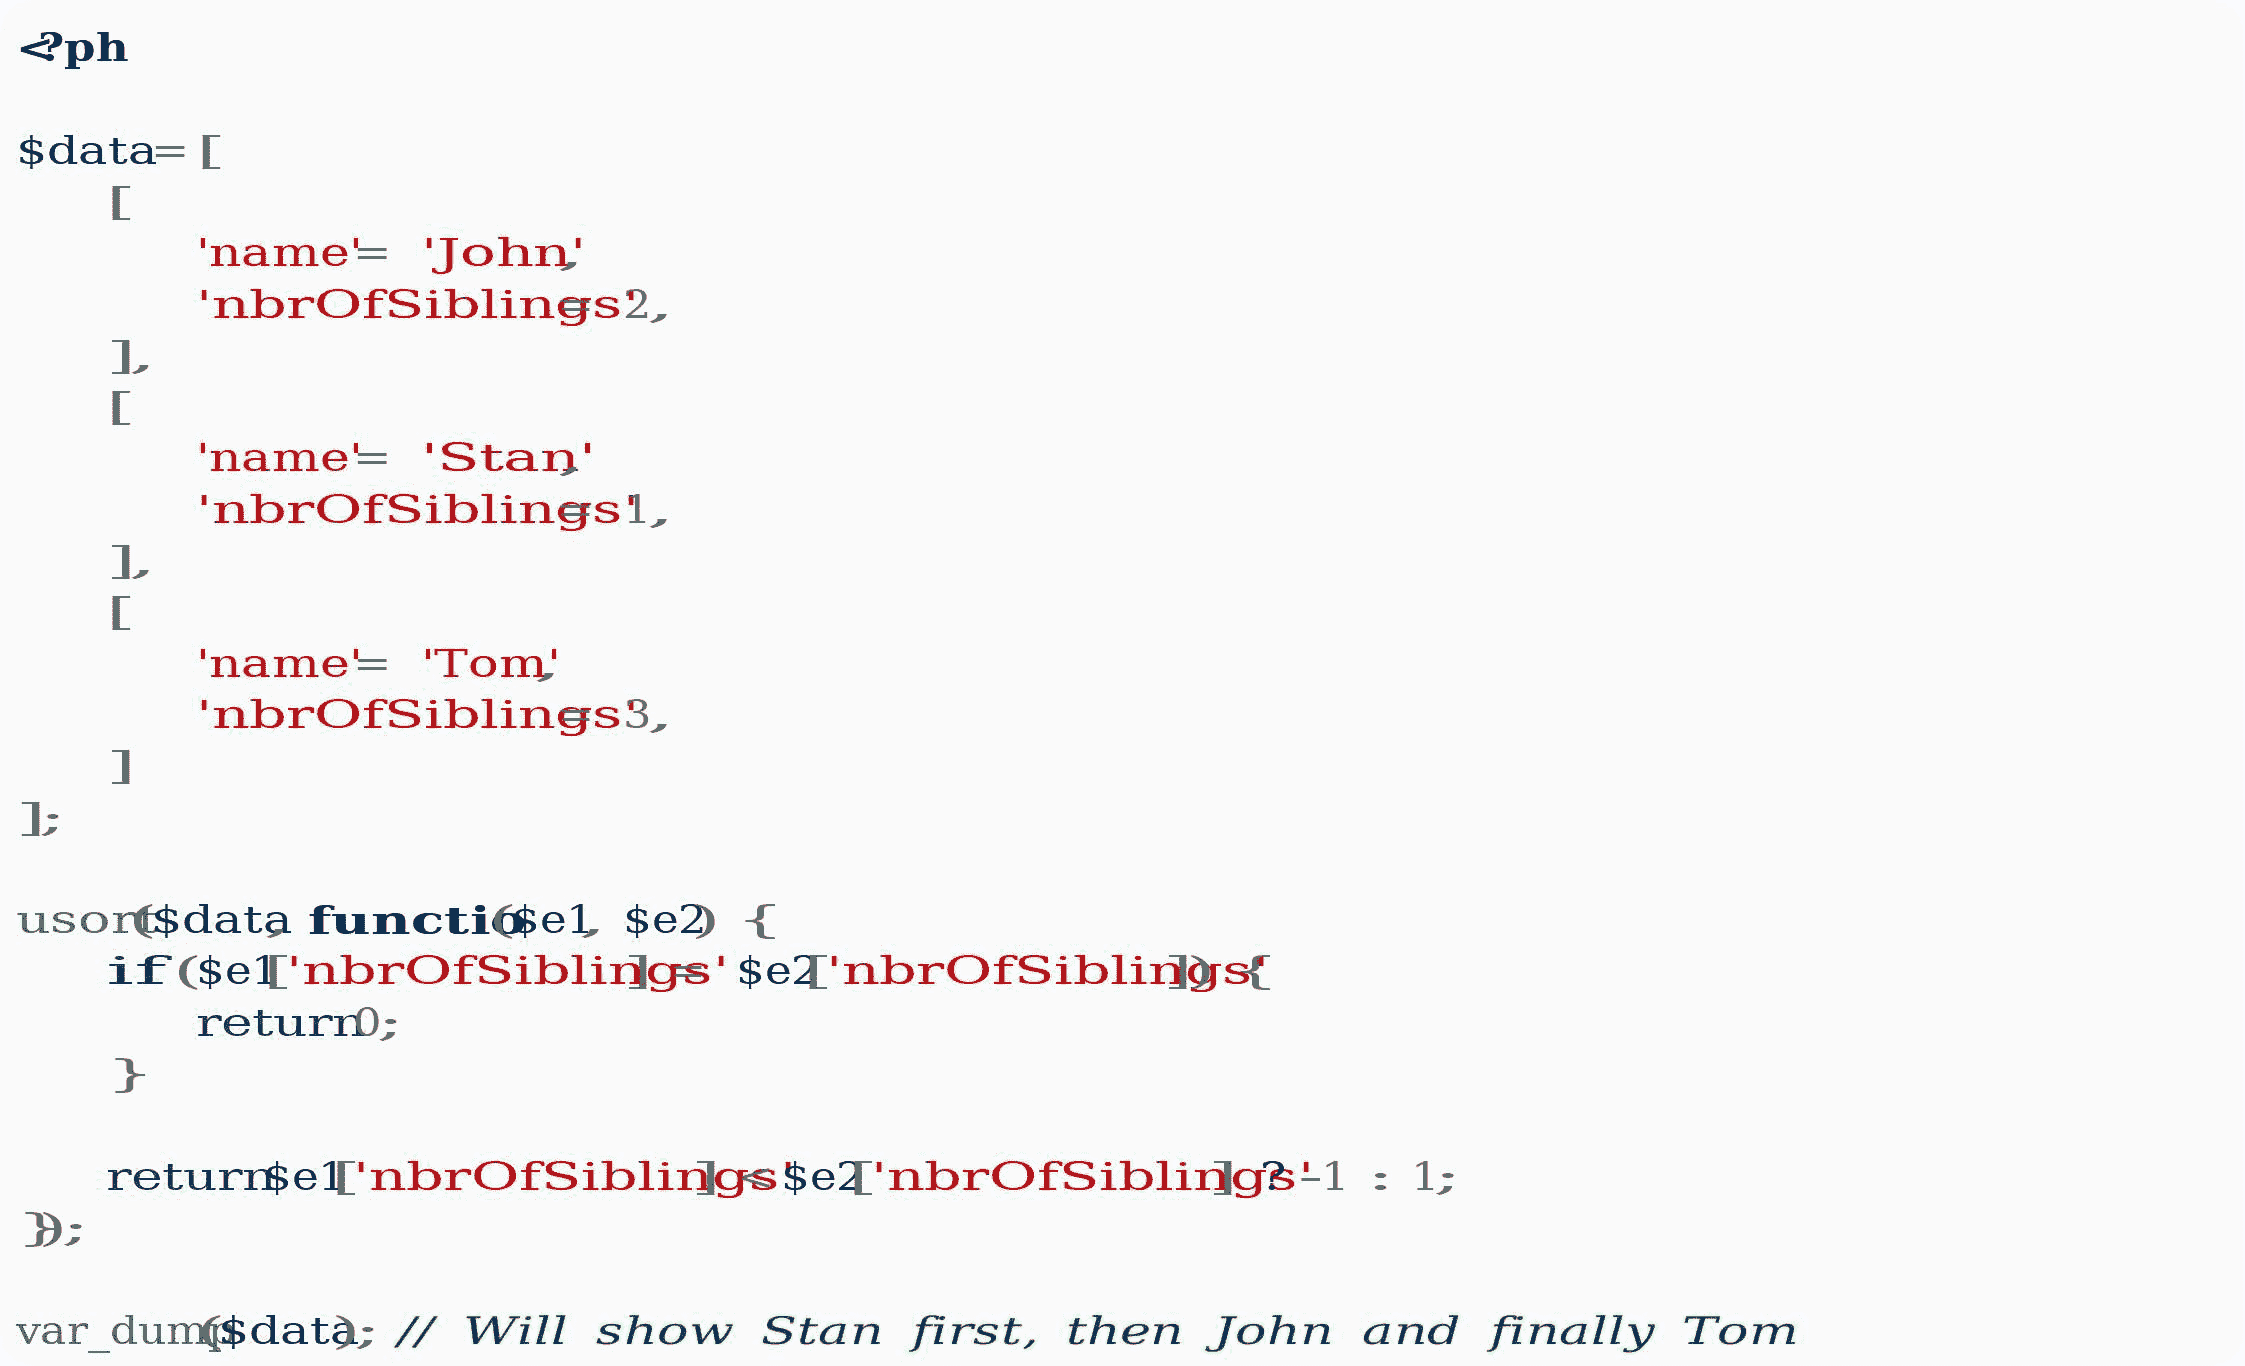 <?ph
$data = [
    [
        'name' = 'John',
        'nbrOfSiblings' = 2,
    ],
    [
        'name' = 'Stan',
        'nbrOfSiblings' = 1,
    ],
    [
        'name' = 'Tom',
        'nbrOfSiblings' = 3,
    ]
];
usort($data, functio($e1, $e2) {
    if ($e1['nbrOfSiblings'] = $e2['nbrOfSiblings']) {
        return 0;
    }
    return $e1['nbrOfSiblings'] < $e2['nbrOfSiblings'] ? -1 : 1;
});
var_dump($data); // Will show Stan first, then John and finally Tom